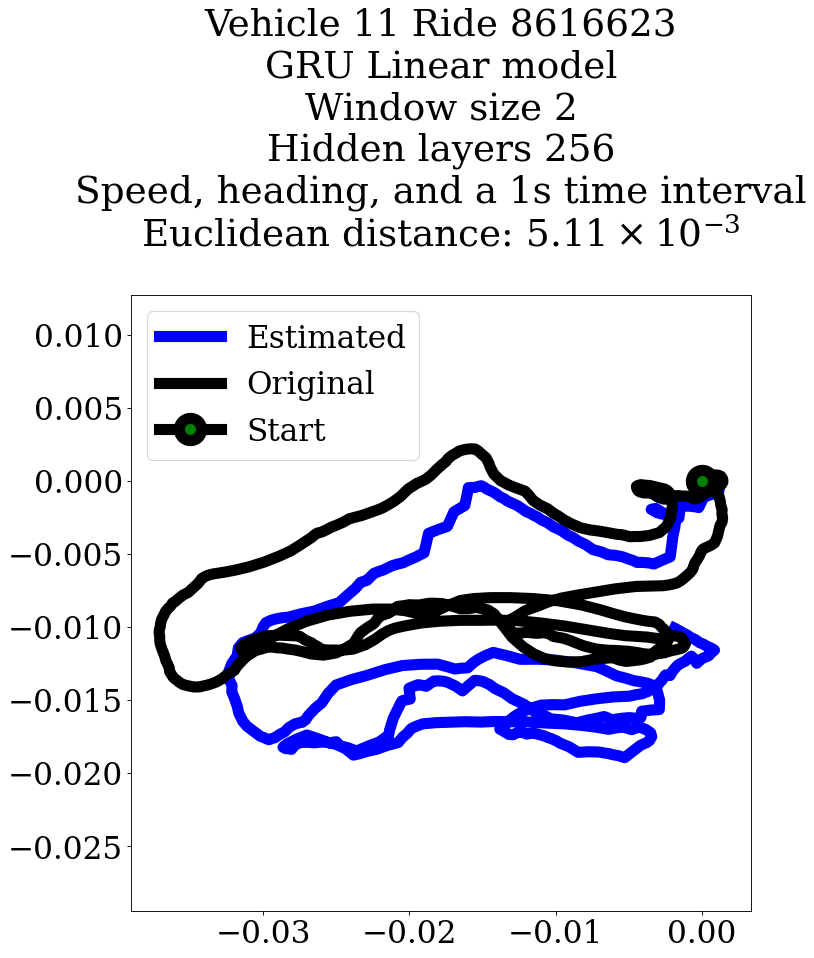 Vehicle 11 Ride 8616623
GRU Linear model
Window size 2
Hidden layers 256
Speed, heading, and a 1s time interval
Euclidean distance: 5.11 × 10⁻³
Estimated
Original
Start
0.010
0.005
0.000
−0.005
−0.010
−0.015
−0.020
−0.025
−0.03 −0.02 −0.01 0.00